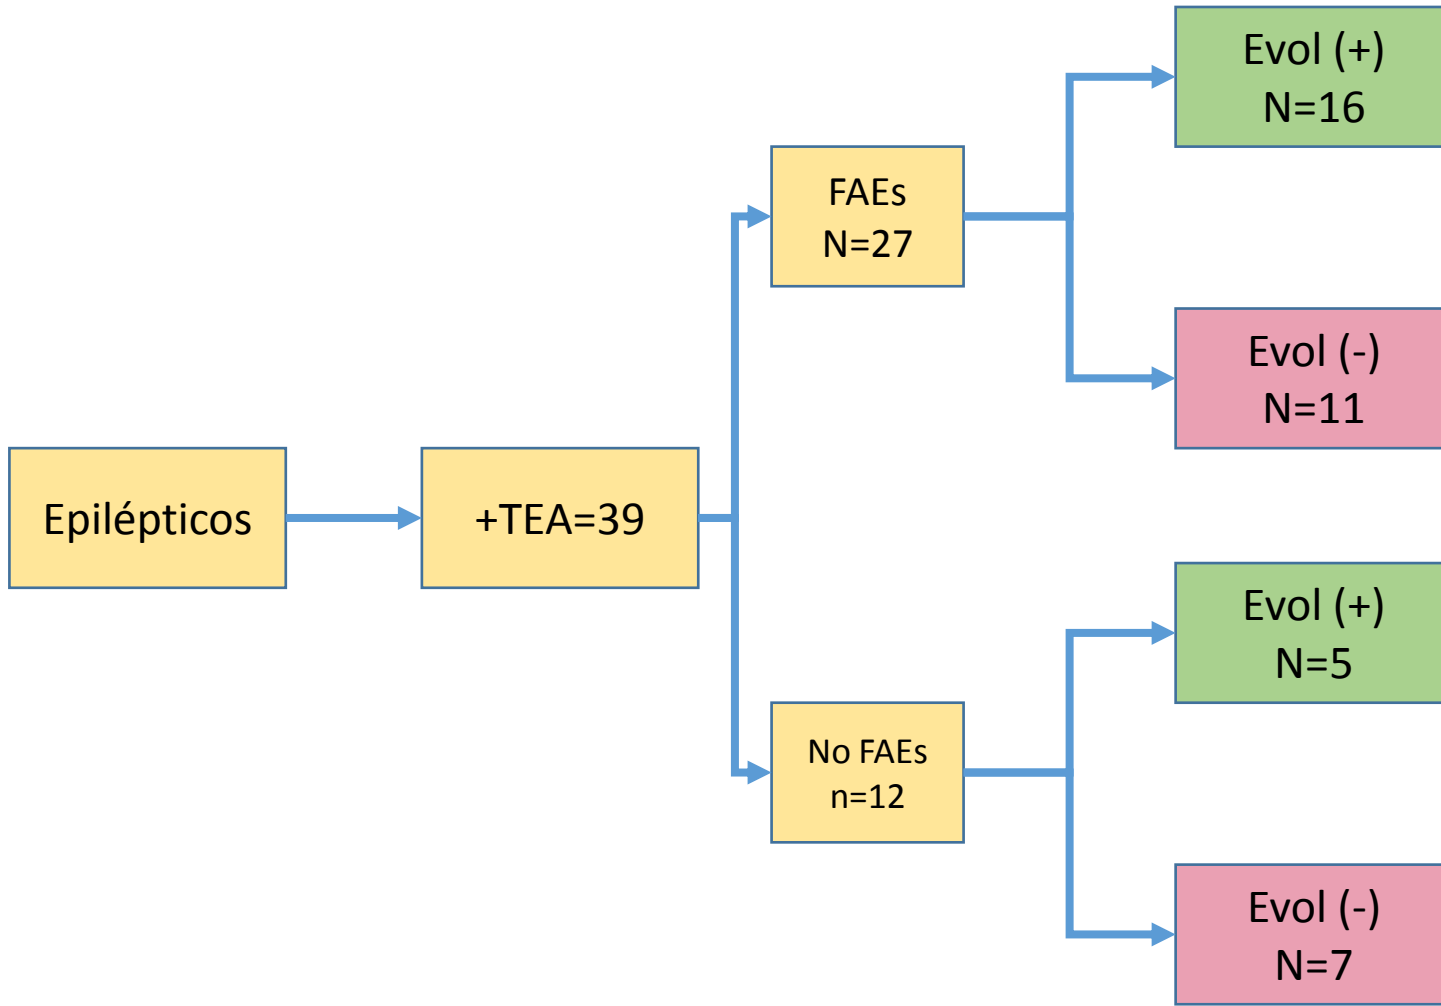 Epilépticos
+TEA=39
FAEs
N=27
No FAEs
n=12
Evol (+)
N=16
Evol (-)
N=11
Evol (+)
N=5
Evol (-)
N=7